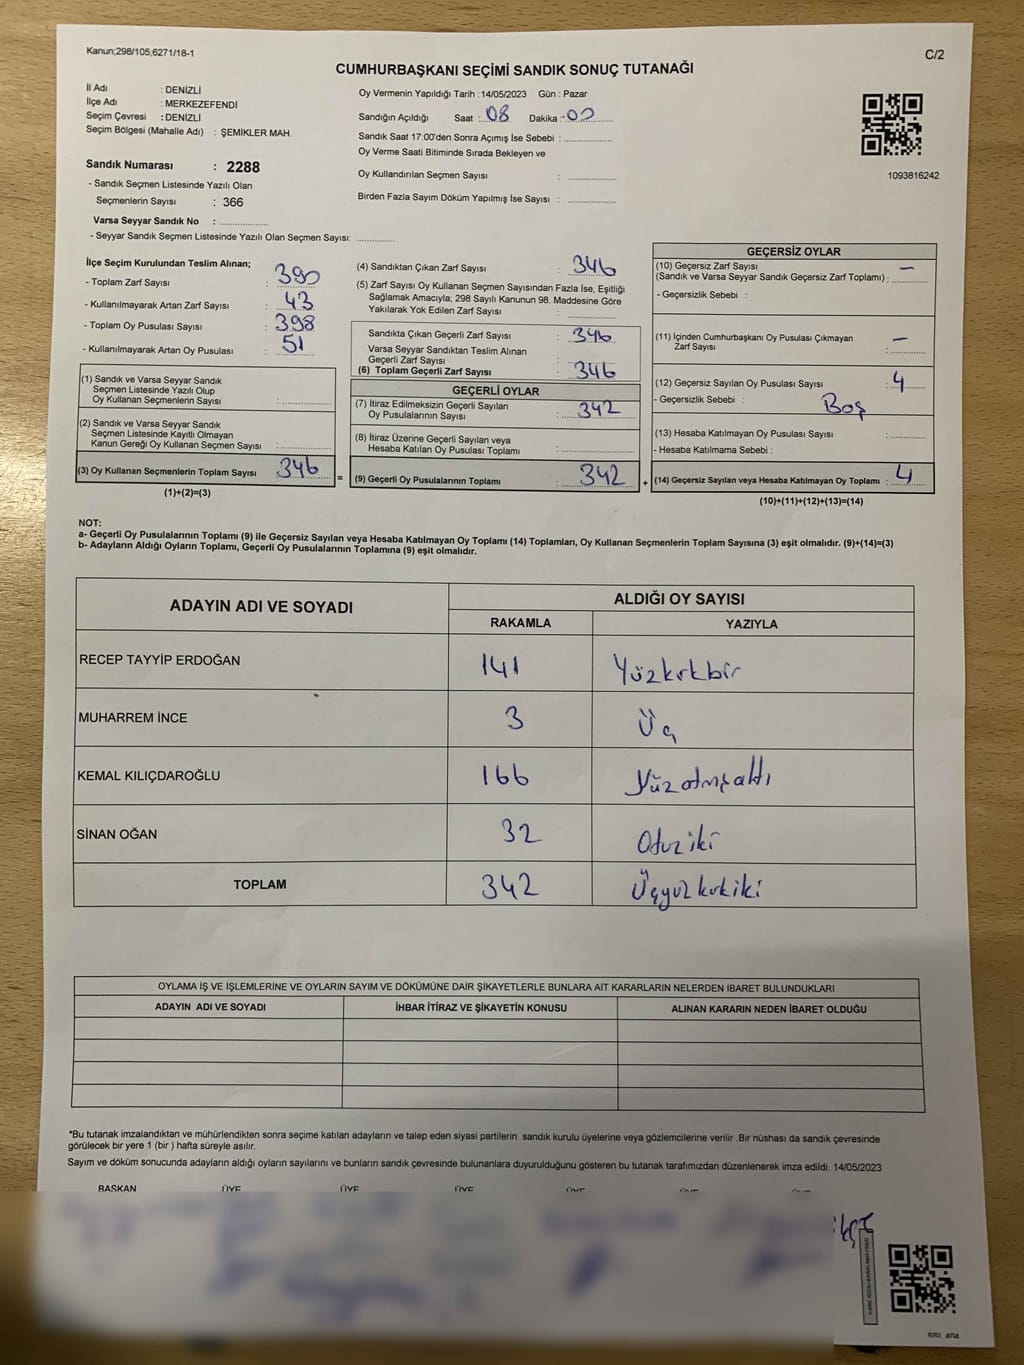 Kanun;298/105;6271/18-1
C/2
CUMHURBAŞKANI SEÇİMİ SANDIK SONUÇ TUTANAĞI
İl Adı : DENİZLİ
İlçe Adı : MERKEZEFENDİ
Seçim Çevresi : DENİZLİ
Seçim Bölgesi (Mahalle Adı) : ŞEMİKLER MAH.
Sandık Numarası : 2288
- Sandık Seçmen Listesinde Yazılı Olan
Seçmenlerin Sayısı : 366
Varsa Seyyar Sandık No :
- Seyyar Sandık Seçmen Listesinde Yazılı Olan Seçmen Sayısı:
Oy Vermenin Yapıldığı Tarih :14/05/2023 Gün : Pazar
Sandığın Açıldığı Saat : 08 Dakika : 00
Sandık Saat 17:00'den Sonra Açımış İse Sebebi :
Oy Verme Saati Bitiminde Sırada Bekleyen ve
Oy Kullandırılan Seçmen Sayısı :
Birden Fazla Sayım Döküm Yapılmış İse Sayısı :
1093816242
İlçe Seçim Kurulundan Teslim Alınan;
- Toplam Zarf Sayısı : 390
- Kullanılmayarak Artan Zarf Sayısı : 43
- Toplam Oy Pusulası Sayısı : 398
- Kullanılmayarak Artan Oy Pusulası : 51
(1) Sandık ve Varsa Seyyar Sandık
Seçmen Listesinde Yazılı Olup
Oy Kullanan Seçmenlerin Sayısı :
(2) Sandık ve Varsa Seyyar Sandık
Seçmen Listesinde Kayıtlı Olmayan
Kanun Gereği Oy Kullanan Seçmen Sayısı :
(3) Oy Kullanan Seçmenlerin Toplam Sayısı : 346
(1)+(2)=(3)
=
(4) Sandıktan Çıkan Zarf Sayısı : 346
(5) Zarf Sayısı Oy Kullanan Seçmen Sayısından Fazla İse, Eşitliği
Sağlamak Amacıyla; 298 Sayılı Kanunun 98. Maddesine Göre
Yakılarak Yok Edilen Zarf Sayısı :
Sandıkta Çıkan Geçerli Zarf Sayısı : 346
Varsa Seyyar Sandıktan Teslim Alınan
Geçerli Zarf Sayısı :
(6) Toplam Geçerli Zarf Sayısı : 346
GEÇERLİ OYLAR
(7) İtiraz Edilmeksizin Geçerli Sayılan
Oy Pusulalarının Sayısı : 342
(8) İtiraz Üzerine Geçerli Sayılan veya
Hesaba Katılan Oy Pusulası Toplamı :
(9) Geçerli Oy Pusulalarının Toplamı : 342
+
GEÇERSİZ OYLAR
(10) Geçersiz Zarf Sayısı
(Sandık ve Varsa Seyyar Sandık Geçersiz Zarf Toplamı) : —
- Geçersizlik Sebebi :
(11) İçinden Cumhurbaşkanı Oy Pusulası Çıkmayan
Zarf Sayısı : —
(12) Geçersiz Sayılan Oy Pusulası Sayısı : 4
- Geçersizlik Sebebi : Boş
(13) Hesaba Katılmayan Oy Pusulası Sayısı :
- Hesaba Katılmama Sebebi :
(14) Geçersiz Sayılan veya Hesaba Katılmayan Oy Toplamı : 4
(10)+(11)+(12)+(13)=(14)
NOT:
a- Geçerli Oy Pusulalarının Toplamı (9) ile Geçersiz Sayılan veya Hesaba Katılmayan Oy Toplamı (14) Toplamları, Oy Kullanan Seçmenlerin Toplam Sayısına (3) eşit olmalıdır. (9)+(14)=(3)
b- Adayların Aldığı Oyların Toplamı, Geçerli Oy Pusulalarının Toplamına (9) eşit olmalıdır.
ADAYIN ADI VE SOYADI ALDIĞI OY SAYISI
RAKAMLA YAZIYLA
RECEP TAYYİP ERDOĞAN 141 Yüzkırkbir
MUHARREM İNCE 3 Üç
KEMAL KILIÇDAROĞLU 166 Yüzatmışaltı
SİNAN OĞAN 32 Otuziki
TOPLAM 342 Üçyuzkırkiki
OYLAMA İŞ VE İŞLEMLERİNE VE OYLARIN SAYIM VE DÖKÜMÜNE DAİR ŞİKAYETLERLE BUNLARA AİT KARARLARIN NELERDEN İBARET BULUNDUKLARI
ADAYIN ADI VE SOYADI İHBAR İTİRAZ VE ŞİKAYETİN KONUSU ALINAN KARARIN NEDEN İBARET OLDUĞU
*Bu tutanak imzalandıktan ve mühürlendikten sonra seçime katılan adayların ve talep eden siyasi partilerin sandık kurulu üyelerine veya gözlemcilerine verilir .Bir nüshası da sandık çevresinde
görülecek bir yere 1 (bir ) hafta süreyle asılır.
Sayım ve döküm sonucunda adayların aldığı oyların sayılarını ve bunların sandık çevresinde bulunanlara duyurulduğunu gösteren bu tutanak tarafımızdan düzenlenerek imza edildi. 14/05/2023
BAŞKAN ÜYE ÜYE ÜYE ÜYE ÜYE ÜYE